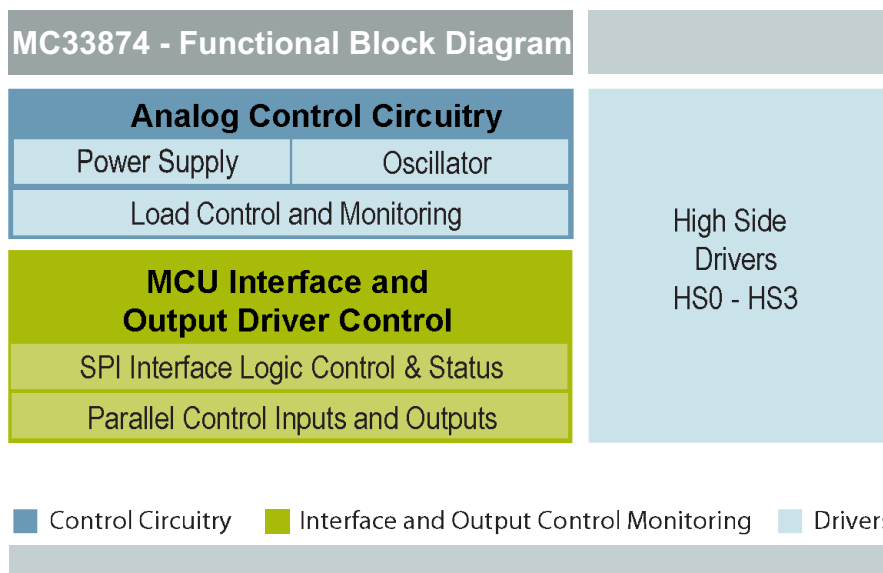 MC33874 - Functional Block Diagram
Analog Control Circuitry
Power Supply
Oscillator
Load Control and Monitoring
MCU Interface and
Output Driver Control
SPI Interface Logic Control & Status
Parallel Control Inputs and Outputs
High Side
Drivers
HS0 - HS3
Control Circuitry
Interface and Output Control Monitoring
Drivers